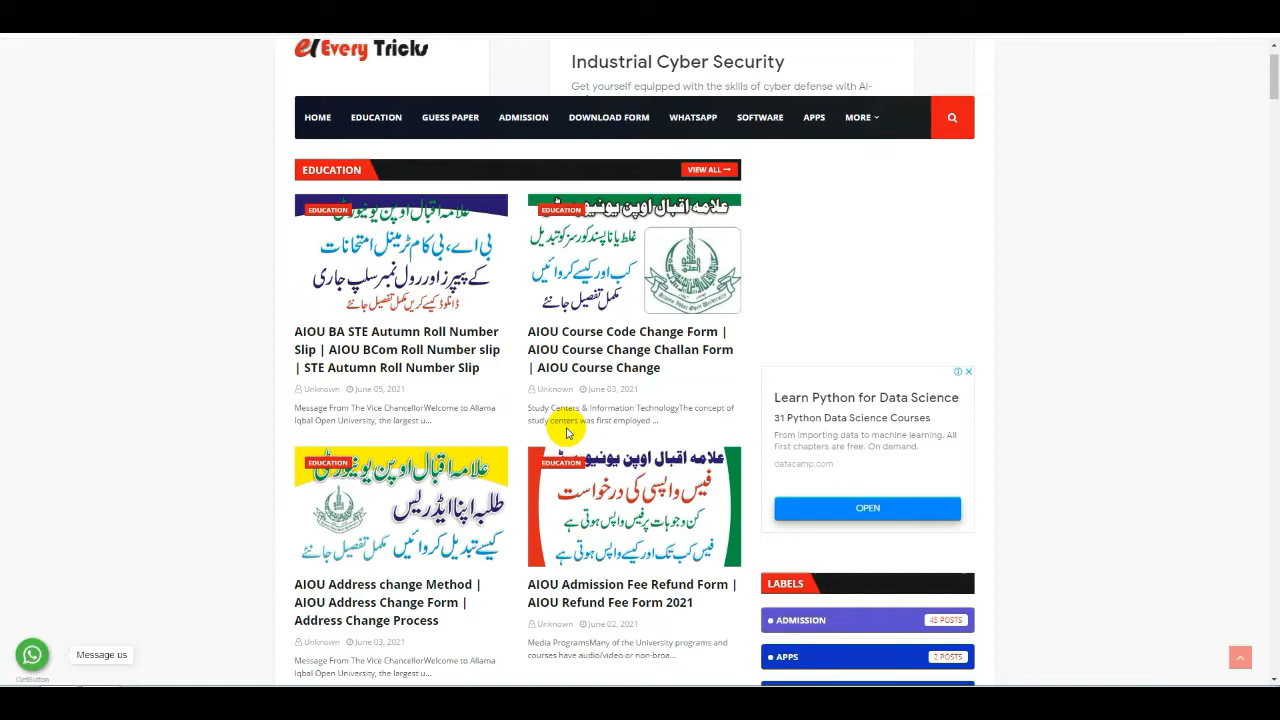 Every Tricks
Industrial Cyber Security
Get yourself equipped with the skills of cyber defense with AI-
HOME EDUCATION GUESS PAPER ADMISSION DOWNLOAD FORM WHATSAPP SOFTWARE APPS MORE
EDUCATION
VIEW ALL
EDUCATION
علامہ اقبال اوپن یونیورسٹی
بی اے، بی کام ٹرمینل امتحانات
کے پیپرز اور رول نمبر سلپ جاری
ڈانلوڈ کیسے کریں مکمل تفصیل جانئے
AIOU BA STE Autumn Roll Number
Slip | AIOU BCom Roll Number slip
| STE Autumn Roll Number Slip
Unknown June 05, 2021
Message From The Vice ChancellorWelcome to Allama
Iqbal Open University, the largest u...
EDUCATION
علامہ اقبال اوپن یونیورسٹی
غلط یا ناپسند کورسز کو تبدیل
کب اور کیسے کروائیں
مکمل تفصیل جانئے
AIOU Course Code Change Form |
AIOU Course Change Challan Form
| AIOU Course Change
Unknown June 03, 2021
Study Centers & Information TechnologyThe concept of
study centers was first employed ...
EDUCATION
علامہ اقبال اوپن یونیورسٹی
طلبہ اپنا ایڈریس
کیسے تبدیل کروائیں مکمل تفصیل جانئے
AIOU Address change Method |
AIOU Address Change Form |
Address Change Process
Unknown June 03, 2021
Message From The Vice ChancellorWelcome to Allama
Iqbal Open University, the largest u...
EDUCATION
علامہ اقبال اوپن یونیورسٹی
فیس واپسی کی درخواست
کن وجوہات پر فیس واپس ہوتی ہے
فیس کب تک اور کیسے واپس ہوتی ہے
AIOU Admission Fee Refund Form |
AIOU Refund Fee Form 2021
Unknown June 02, 2021
Media ProgramsMany of the University programs and
courses have audio/video or non-broa...
Learn Python for Data Science
31 Python Data Science Courses
From importing data to machine learning. All
first chapters are free. On demand.
datacamp.com
OPEN
LABELS
ADMISSION 45 POSTS
APPS 2 POSTS
Message us
GetButton